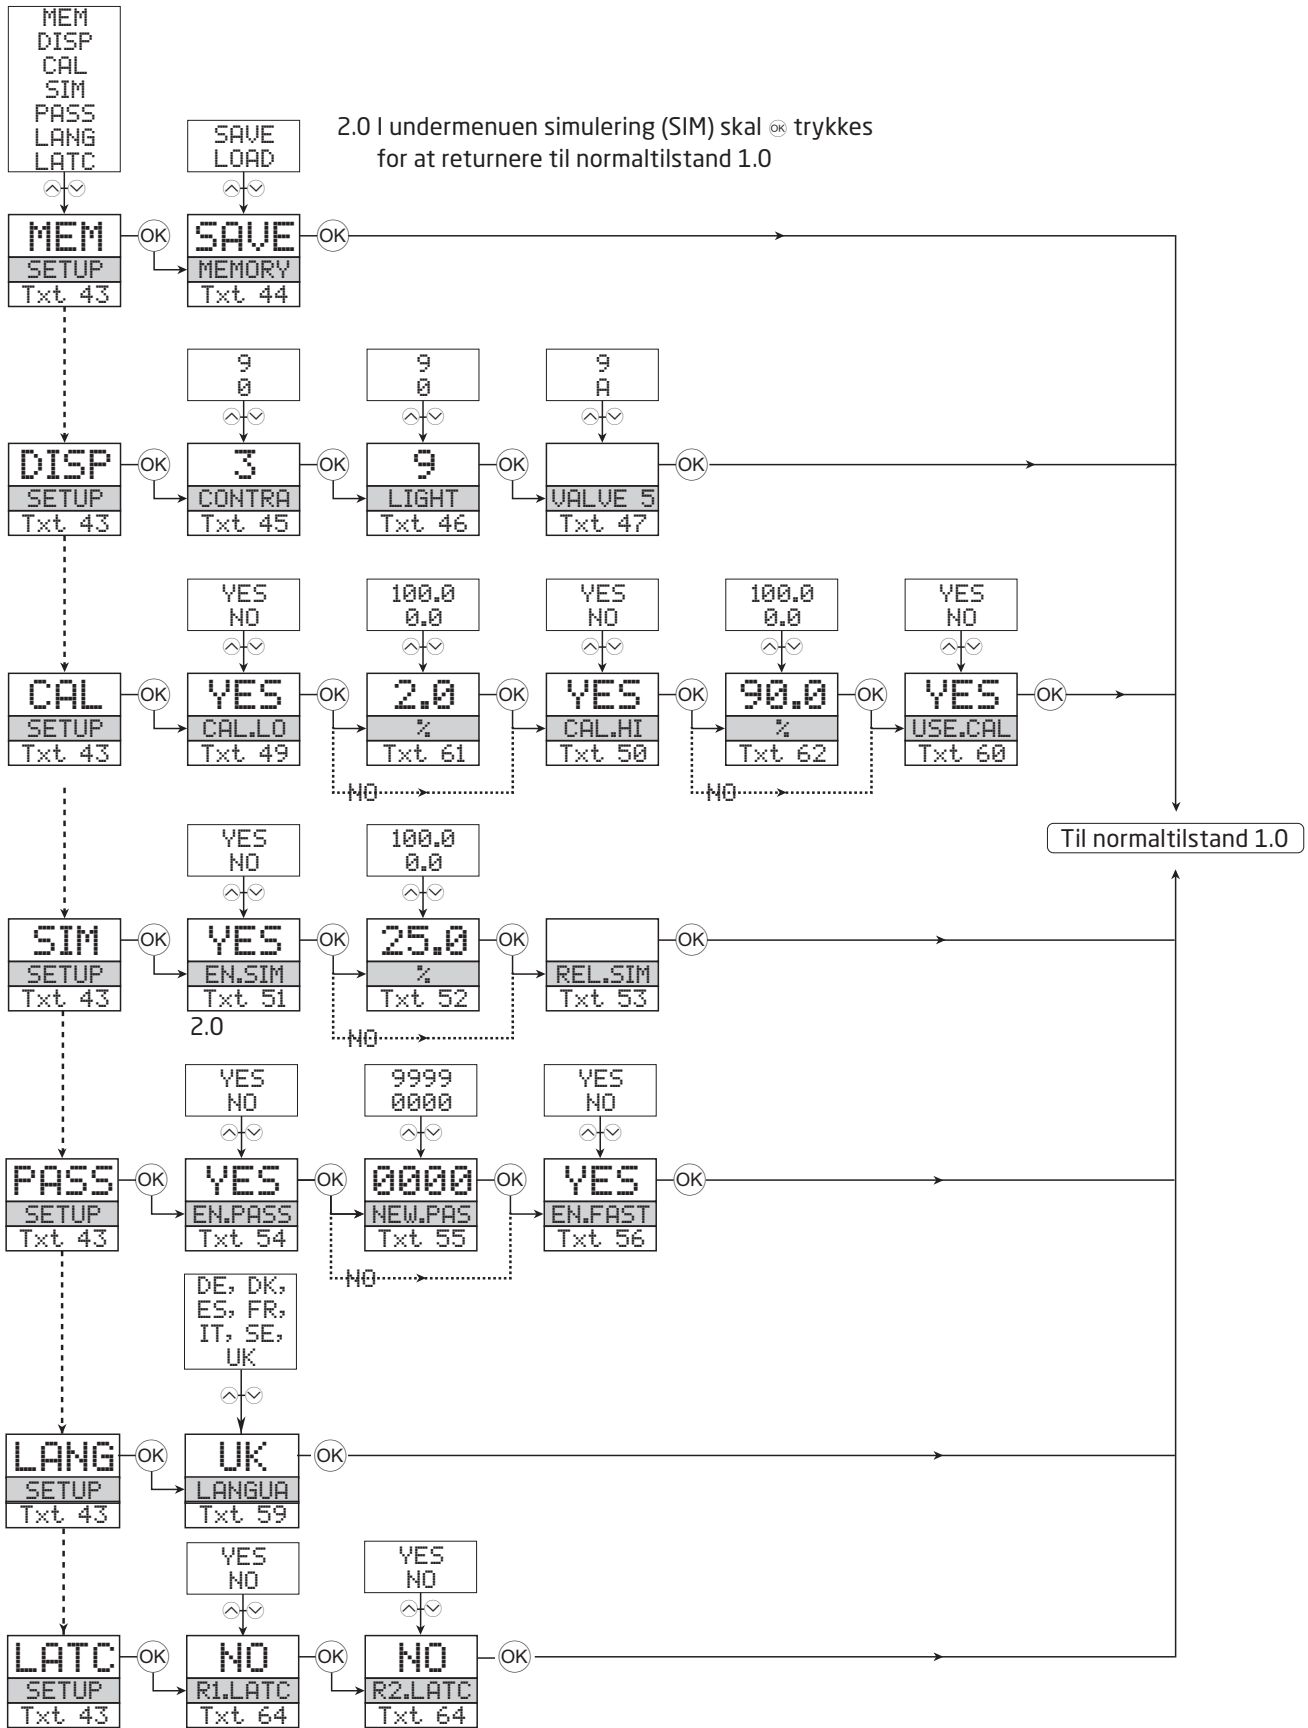 MEM
DISP
CAL
SIM
PASS
LANG
LATC
SAVE
LOAD
2.0 I undermenuen simulering (SIM) skal OK trykkes
for at returnere til normaltilstand 1.0
MEM OK SAVE OK
SETUP MEMORY
Txt 43 Txt 44
9 9 9
0 0 A
DISP OK 3 OK 9 OK OK
SETUP CONTRA LIGHT VALVE 5
Txt 43 Txt 45 Txt 46 Txt 47
YES 100.0 YES 100.0 YES
NO 0.0 NO 0.0 NO
CAL OK YES OK 2.0 OK YES OK 90.0 OK YES OK
SETUP CAL.LO % CAL.HI % USE.CAL
Txt 43 Txt 49 Txt 61 Txt 50 Txt 62 Txt 60
NO NO
Til normaltilstand 1.0
YES 100.0
NO 0.0
SIM OK YES OK 25.0 OK OK
SETUP EN.SIM % REL.SIM
Txt 43 Txt 51 Txt 52 Txt 53
2.0
NO
YES 9999 YES
NO 0000 NO
PASS OK YES OK 0000 OK YES OK
SETUP EN.PASS NEW.PAS EN.FAST
Txt 43 Txt 54 Txt 55 Txt 56
NO
DE, DK,
ES, FR,
IT, SE,
UK
LANG OK UK OK
SETUP LANGUA
Txt 43 Txt 59
YES YES
NO NO
LATC OK NO OK NO OK
SETUP R1.LATC R2.LATC
Txt 43 Txt 64 Txt 64